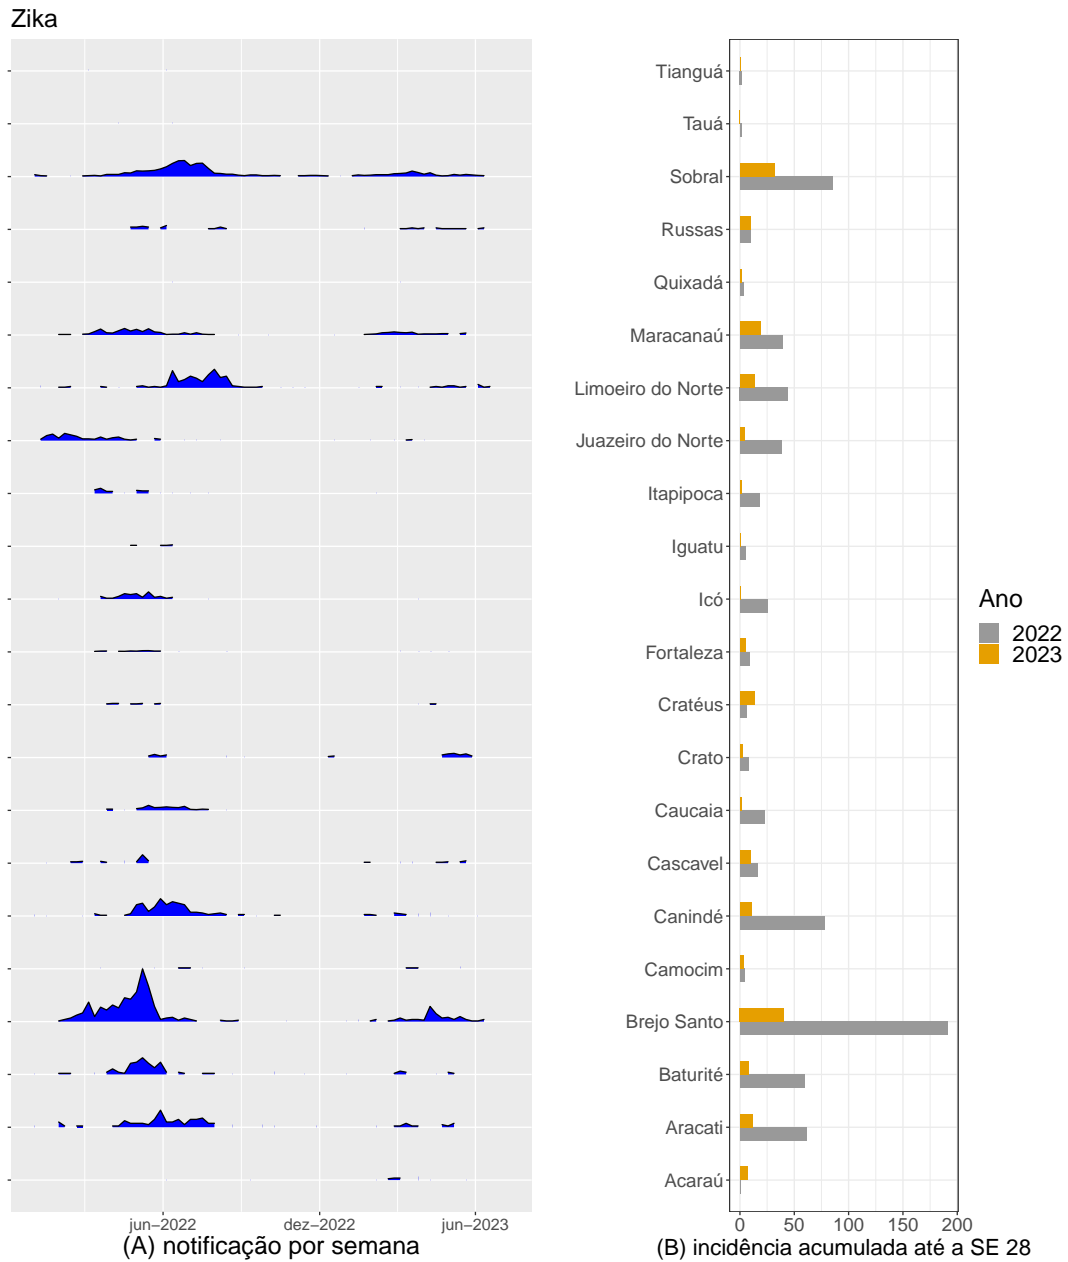 Zika
Tianguá
Tauá
Sobral
Russas
Quixadá
Maracanaú
Limoeiro do Norte
Juazeiro do Norte
Itapipoca
Iguatu
Icó
Fortaleza
Cratéus
Crato
Caucaia
Cascavel
Canindé
Camocim
Brejo Santo
Baturité
Aracati
Acaraú
Ano
2022
2023
jun−2022 dez−2022 jun−2023
(A) notificação por semana
0 50 100 150 200
(B) incidência acumulada até a SE 28